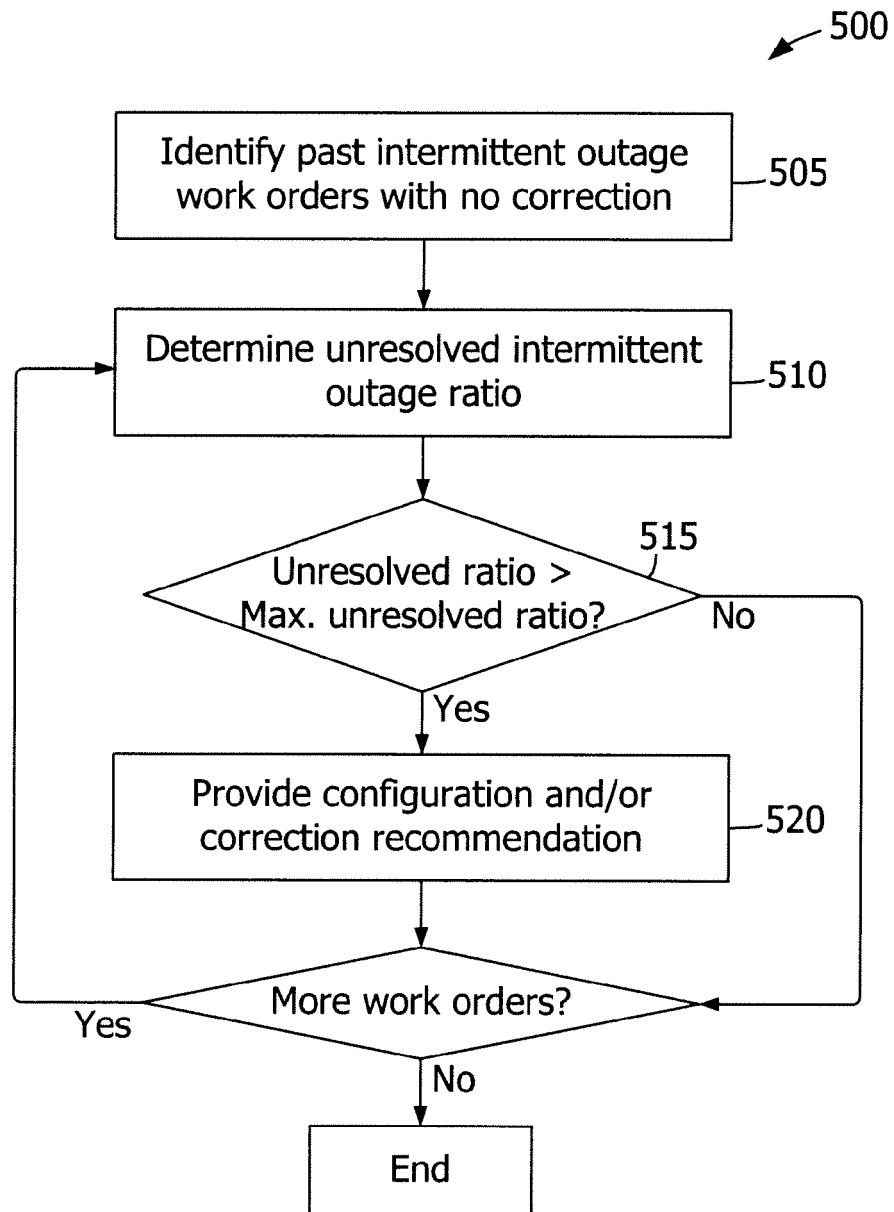 500
Identify past intermittent outage
work orders with no correction
505
Determine unresolved intermittent
outage ratio
510
515
Unresolved ratio >
Max. unresolved ratio?
No
Yes
Provide configuration and/or
correction recommendation
520
More work orders?
Yes
No
End